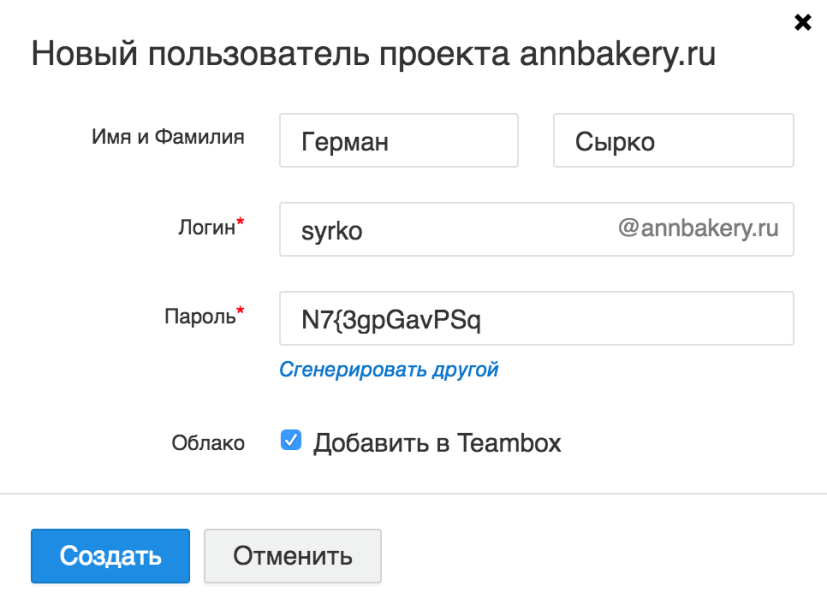 Новый пользователь проекта annbakery.ru
Имя и Фамилия Герман Сырко
Логин* syrko @annbakery.ru
Пароль* N7{3gpGavPSq
Сгенерировать другой
Облако Добавить в Teambox
Создать Отменить